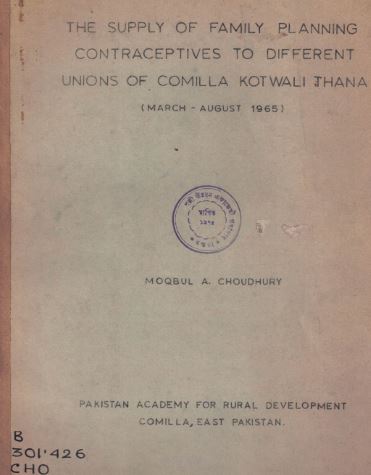 THE SUPPLY OF FAMILY PLANNING
CONTRACEPTIVES TO DIFFERENT
UNIONS OF COMILLA KOTWALI THANA
(MARCH - AUGUST 1965)
MOQBUL A. CHOUDHURY
PAKISTAN ACADEMY FOR RURAL DEVELOPMENT
COMILLA, EAST PAKISTAN.
B
301'426
CHO